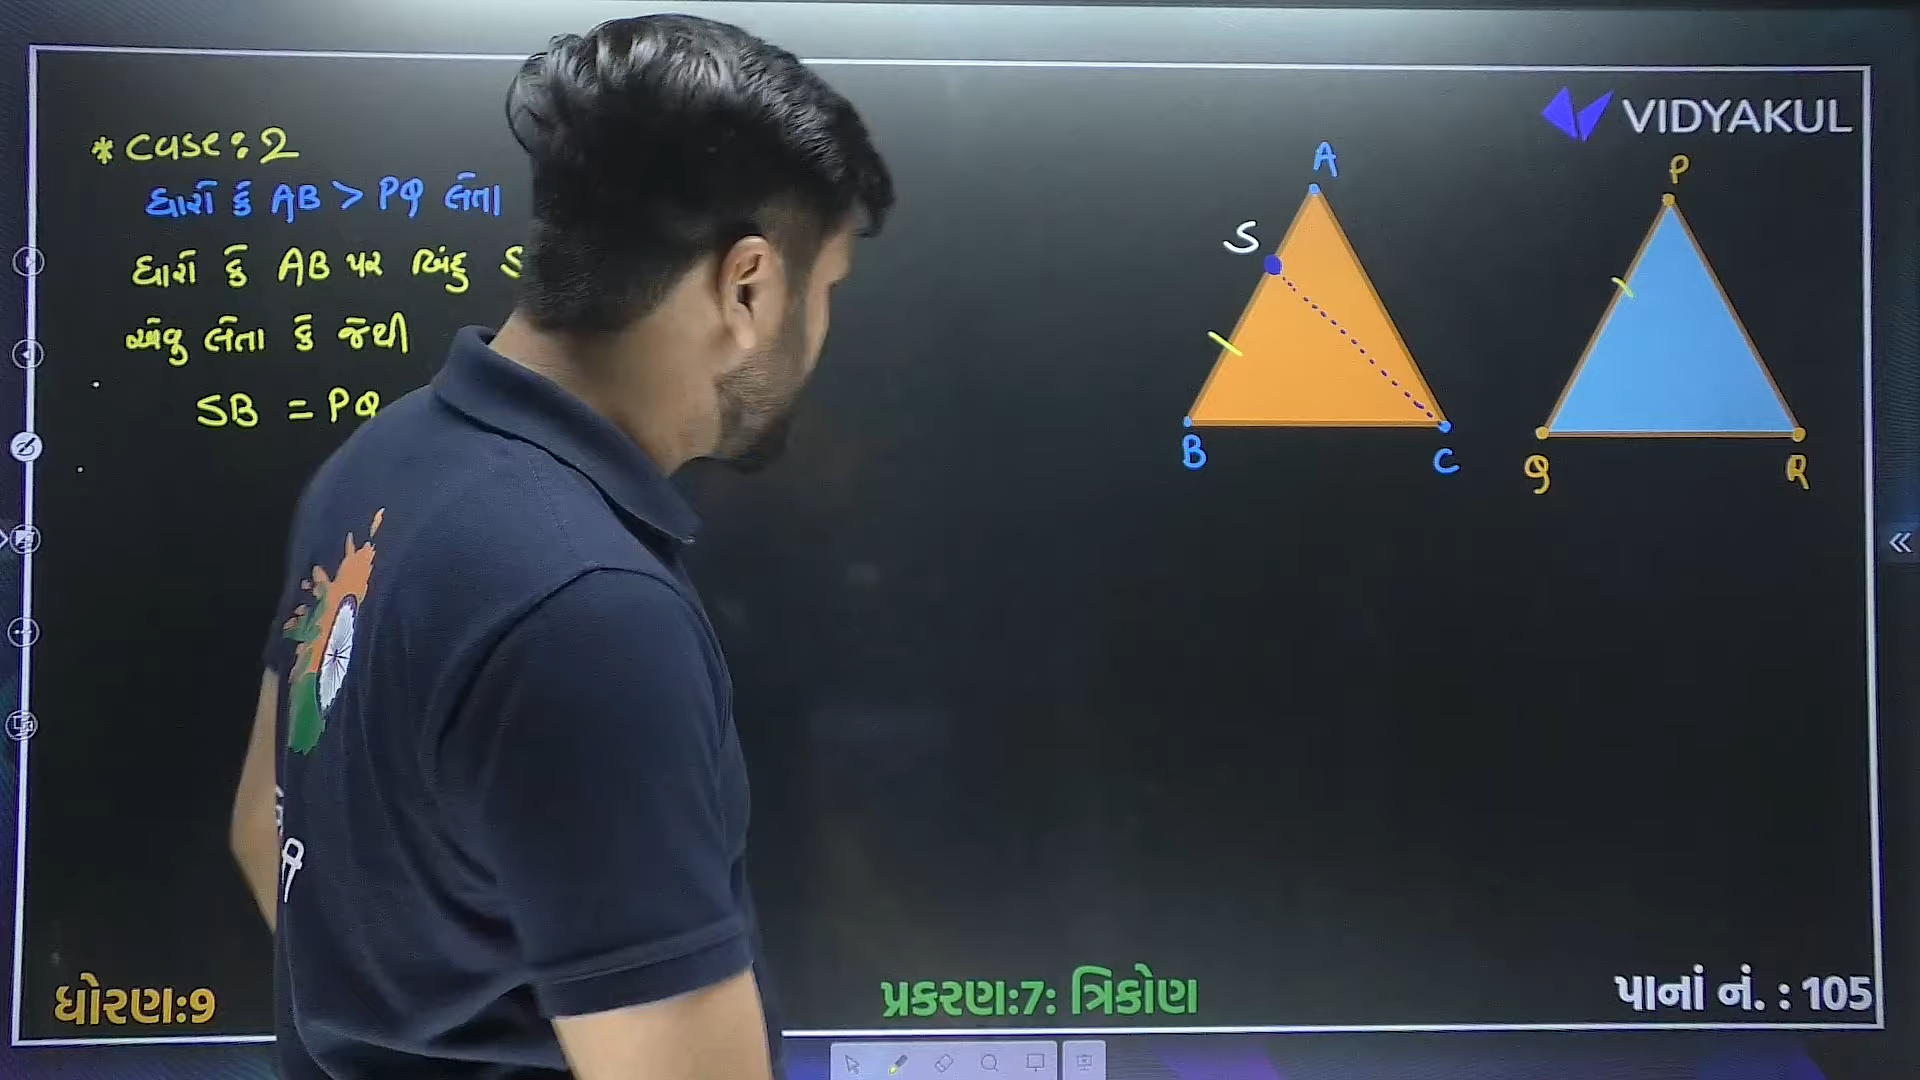 * Case: 2
ધારો કે AB > PQ લેતા
ધારો કે AB પર બિંદુ S
એવુ લેતા કે જેથી
SB = PQ
VIDYAKUL
A
S
B
C
P
Q
R
ધોરણ:9
પ્રકરણ:7: ત્રિકોણ
પાનાં નં. : 105